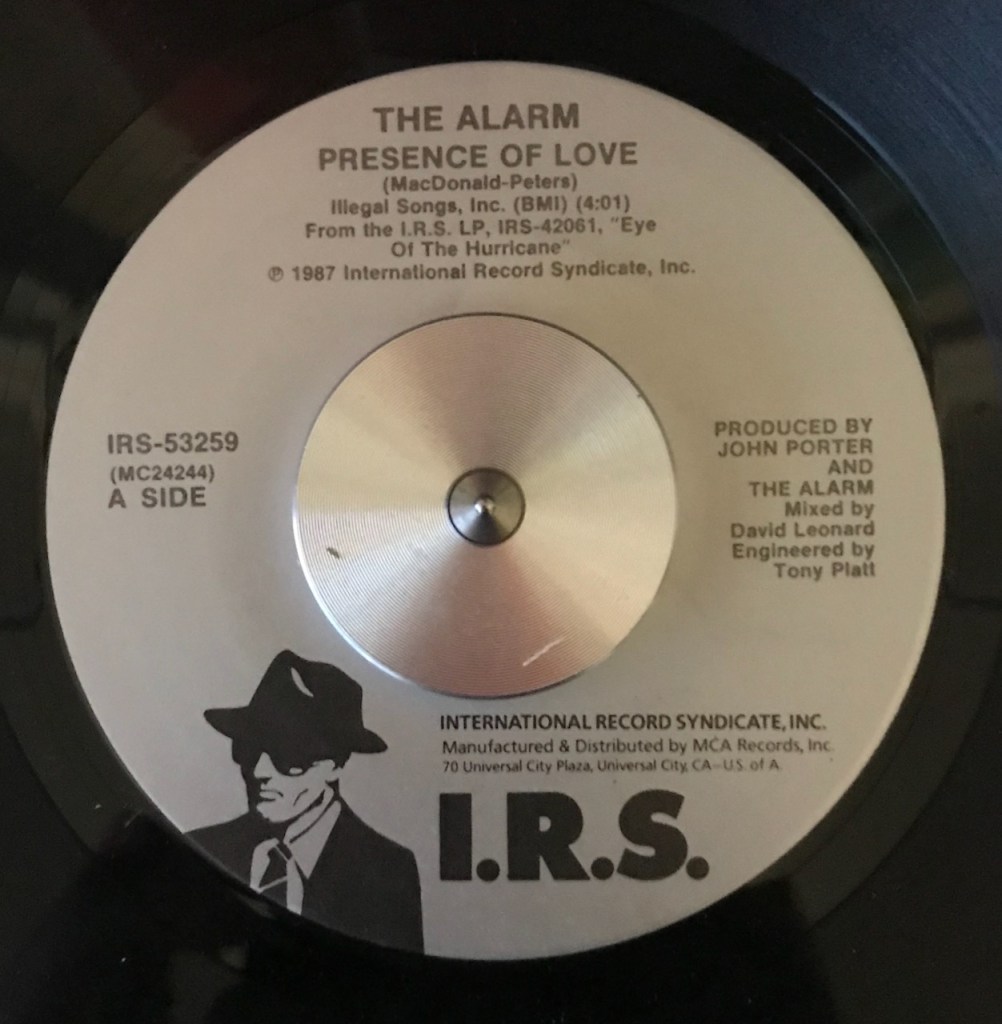 THE ALARM
PRESENCE OF LOVE
(MacDonald-Peters)
Illegal Songs, Inc. (BMI) (4:01)
From the I.R.S. LP, IRS-42061, "Eye
Of The Hurricane"
℗ 1987 International Record Syndicate, Inc.
IRS-53259
(MC24244)
A SIDE
PRODUCED BY
JOHN PORTER
AND
THE ALARM
Mixed by
David Leonard
Engineered by
Tony Platt
INTERNATIONAL RECORD SYNDICATE, INC.
Manufactured & Distributed by MCA Records, Inc.
70 Universal City Plaza, Universal City, CA–U.S. of A.
I.R.S.